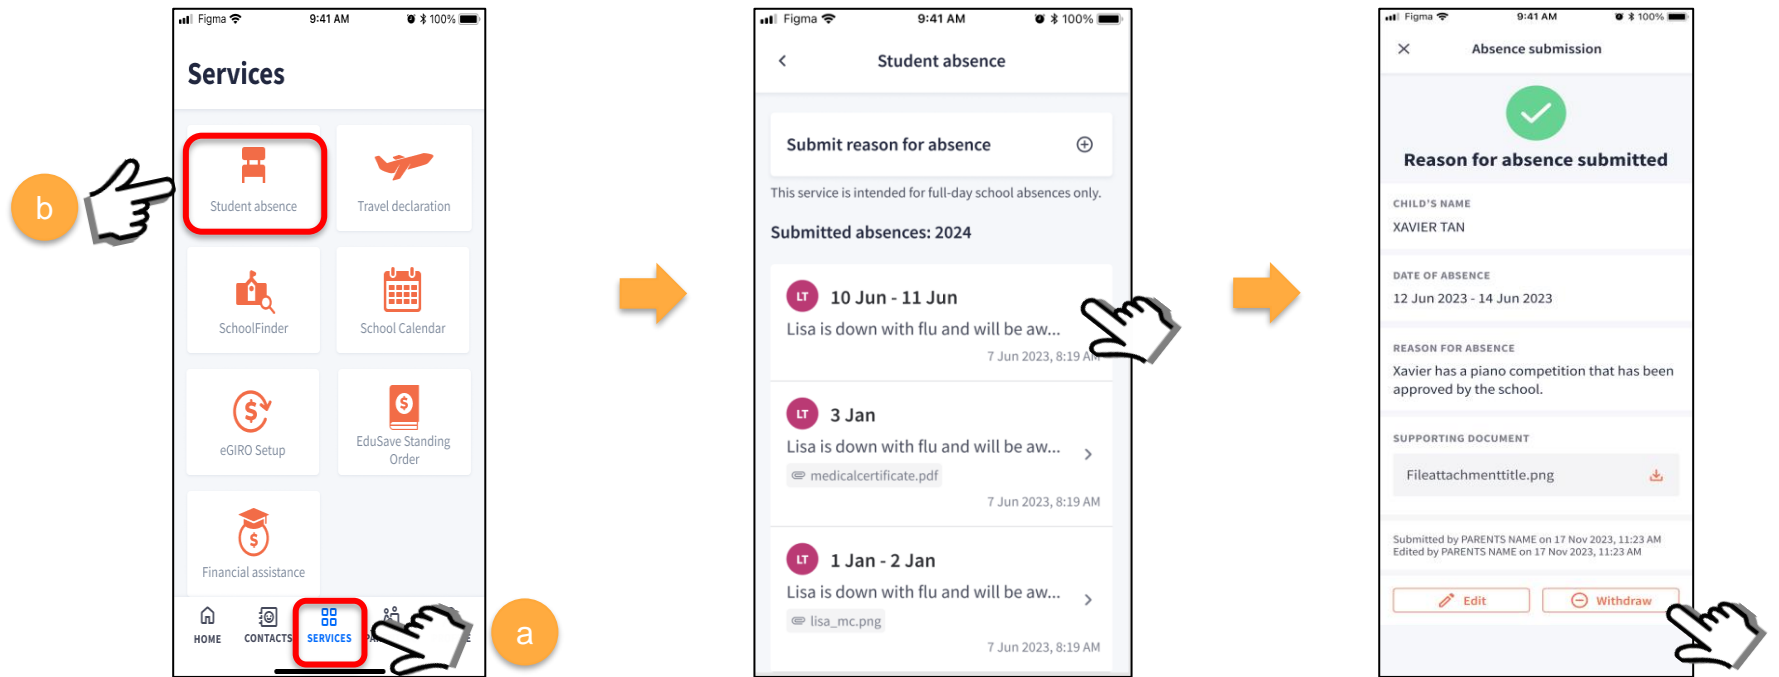 Figma
9:41 AM
100%
Services
Student absence
Travel declaration
b
SchoolFinder
School Calendar
eGIRO Setup
EduSave Standing
Order
Financial assistance
HOME
CONTACTS
SERVICES
a
Figma
9:41 AM
100%
Student absence
Submit reason for absence
This service is intended for full-day school absences only.
Submitted absences: 2024
LT
10 Jun - 11 Jun
Lisa is down with flu and will be aw...
7 Jun 2023, 8:19 AM
LT
3 Jan
Lisa is down with flu and will be aw...
medicalcertificate.pdf
7 Jun 2023, 8:19 AM
LT
1 Jan - 2 Jan
Lisa is down with flu and will be aw...
lisa_mc.png
7 Jun 2023, 8:19 AM
Figma
9:41 AM
100%
Absence submission
Reason for absence submitted
CHILD'S NAME
XAVIER TAN
DATE OF ABSENCE
12 Jun 2023 - 14 Jun 2023
REASON FOR ABSENCE
Xavier has a piano competition that has been
approved by the school.
SUPPORTING DOCUMENT
Fileattachmenttitle.png
Submitted by PARENTS NAME on 17 Nov 2023, 11:23 AM
Edited by PARENTS NAME on 17 Nov 2023, 11:23 AM
Edit
Withdraw